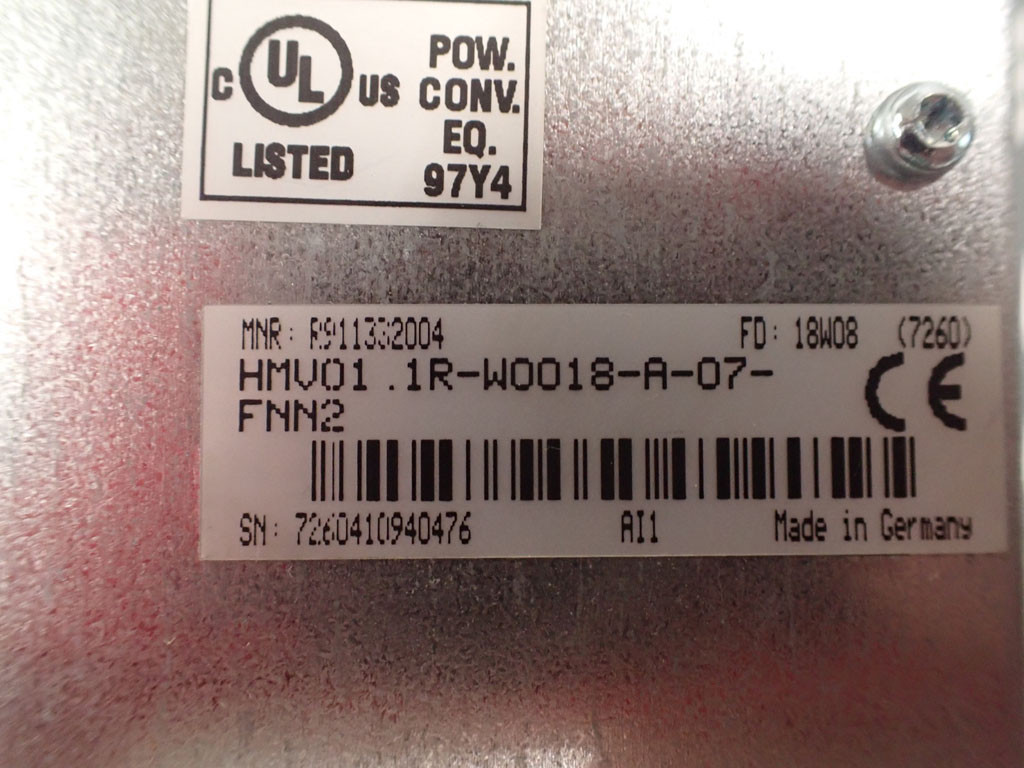 C UL US
LISTED
POW.
CONV.
EQ.
97Y4
MNR: R911332004 FD: 18W08 (7260)
HMV01.1R-W0018-A-07-
FNN2
CE
SN: 7260410940476 AI1 Made in Germany